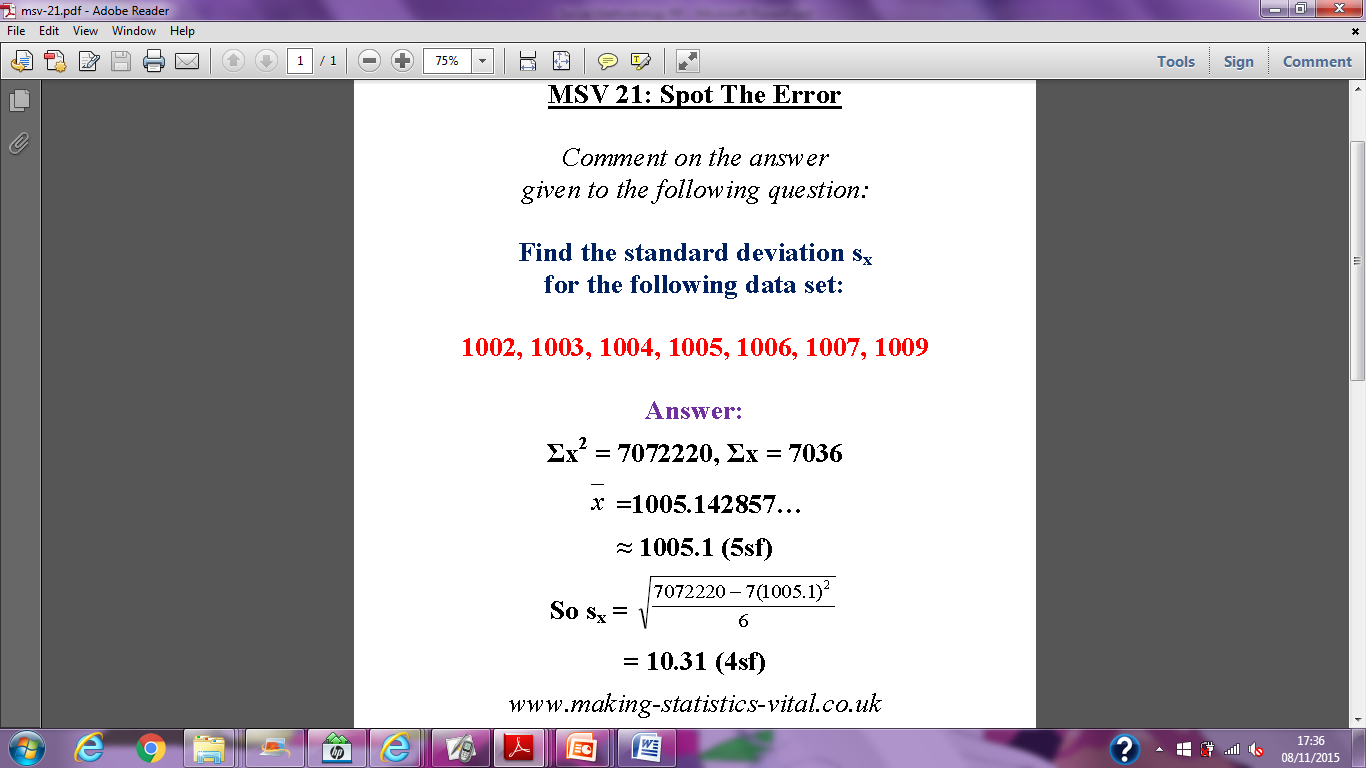 msv-21.pdf - Adobe Reader
File Edit View Window Help
1 / 1 75% Tools Sign Comment
MSV 21: Spot The Error
Comment on the answer
given to the following question:
Find the standard deviation sₓ
for the following data set:
1002, 1003, 1004, 1005, 1006, 1007, 1009
Answer:
Σx² = 7072220, Σx = 7036
x̄ =1005.142857…
≈ 1005.1 (5sf)
So sₓ = √((7072220 – 7(1005.1)²)/6)
= 10.31 (4sf)
www.making-statistics-vital.co.uk
17:36
08/11/2015